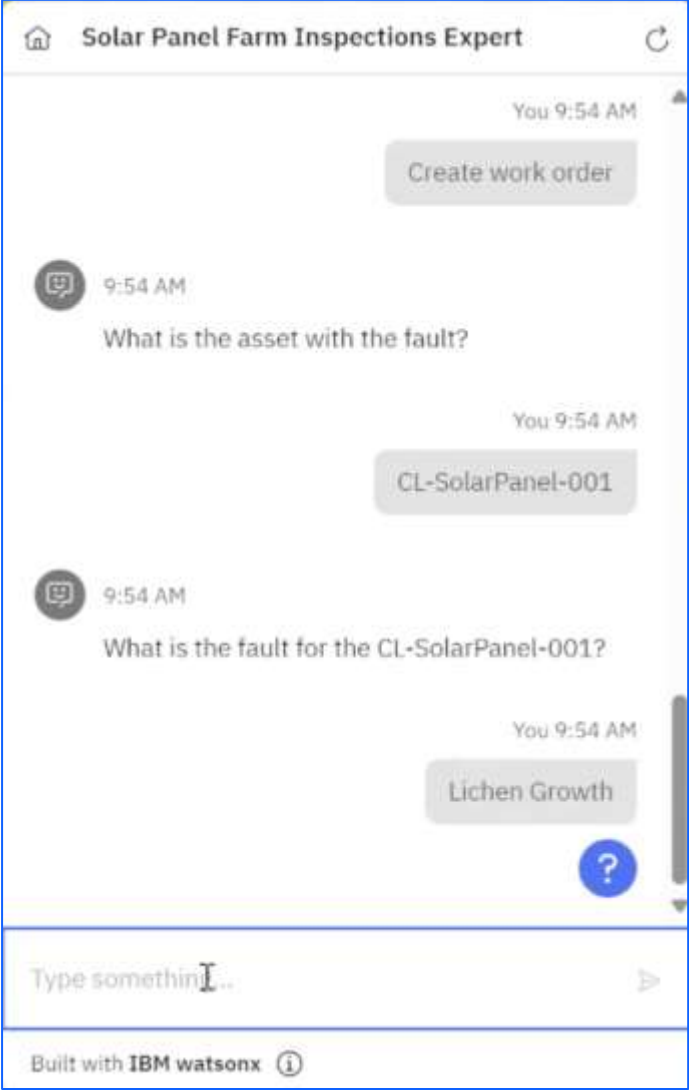 Solar Panel Farm Inspections Expert
You 9:54 AM
Create work order
9:54 AM
What is the asset with the fault?
You 9:54 AM
CL-SolarPanel-001
9:54 AM
What is the fault for the CL-SolarPanel-001?
You 9:54 AM
Lichen Growth
?
Type something...
Built with IBM watsonx